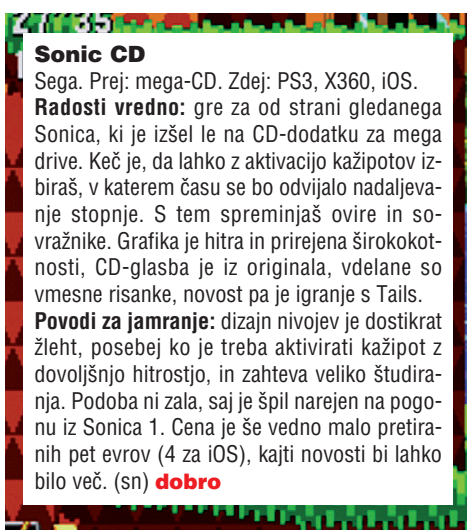 27 35
Sonic CD
Sega. Prej: mega-CD. Zdej: PS3, X360, iOS.
Radosti vredno: gre za od strani gledanega
Sonica, ki je izšel le na CD-dodatku za mega
drive. Keč je, da lahko z aktivacijo kažipotov iz-
biraš, v katerem času se bo odvijalo nadaljeva-
nje stopnje. S tem spreminjaš ovire in so-
vražnike. Grafika je hitra in prirejena širokokot-
nosti, CD-glasba je iz originala, vdelane so
vmesne risanke, novost pa je igranje s Tails.
Povodi za jamranje: dizajn nivojev je dostikrat
žleht, posebej ko je treba aktivirati kažipot z
dovoljšnjo hitrostjo, in zahteva veliko študira-
nja. Podoba ni zala, saj je špil narejen na pogo-
nu iz Sonica 1. Cena je še vedno malo pretira-
nih pet evrov (4 za iOS), kajti novosti bi lahko
bilo več. (sn) dobro